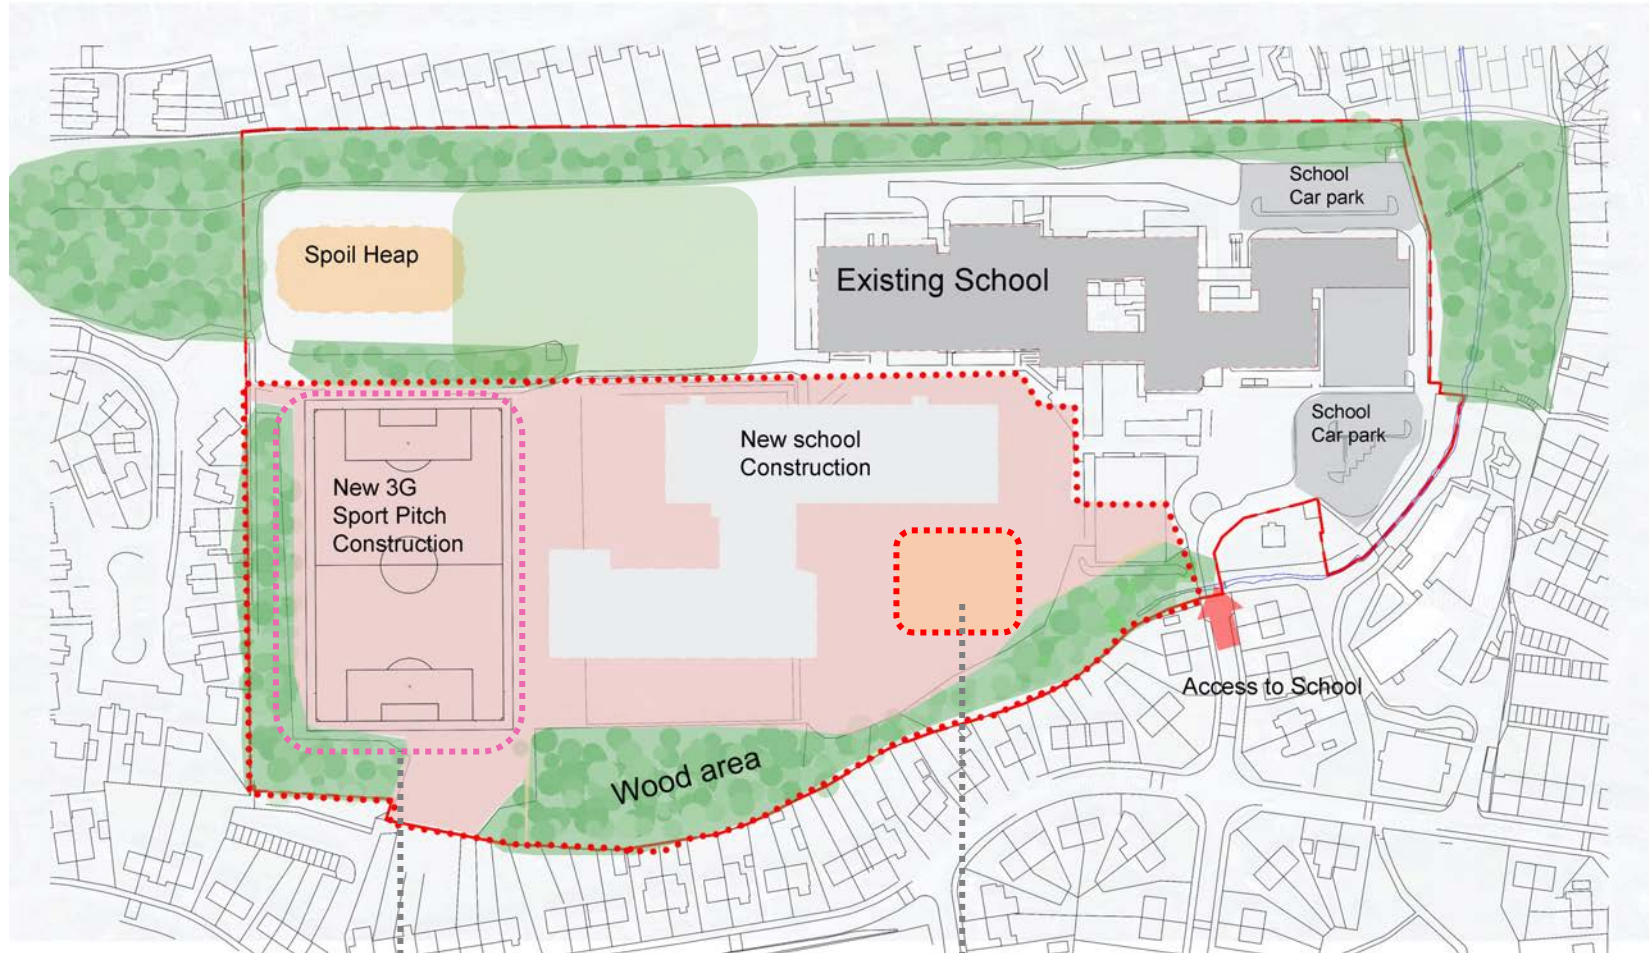 School
Car park
Spoil Heap
Existing School
School
Car park
New school
Construction
New 3G
Sport Pitch
Construction
Access to School
Wood area